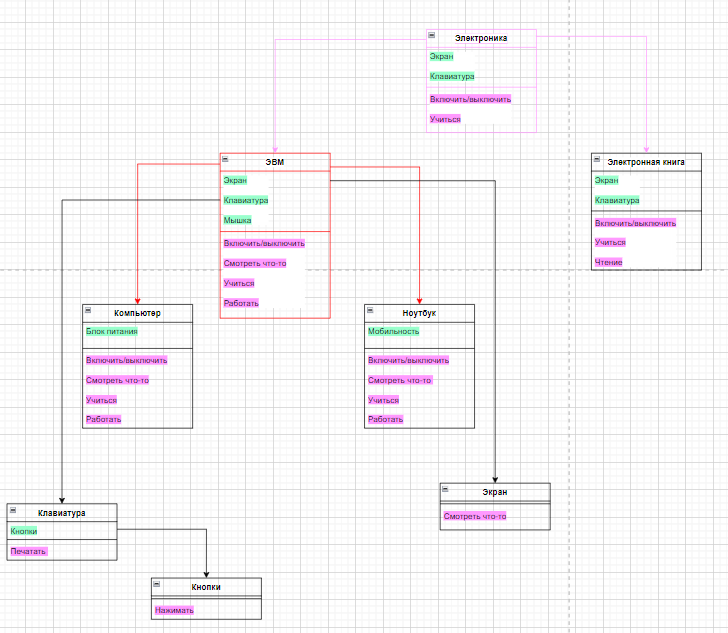 Электроника
Экран
Клавиатура
Включить/выключить
Учиться
ЭВМ
Экран
Клавиатура
Мышка
Включить/выключить
Смотреть что-то
Учиться
Работать
Электронная книга
Экран
Клавиатура
Включить/выключить
Учиться
Чтение
Компьютер
Блок питания
Включить/выключить
Смотреть что-то
Учиться
Работать
Ноутбук
Мобильность
Включить/выключить
Смотреть что-то
Учиться
Работать
Экран
Смотреть что-то
Клавиатура
Кнопки
Печатать
Кнопки
Нажимать